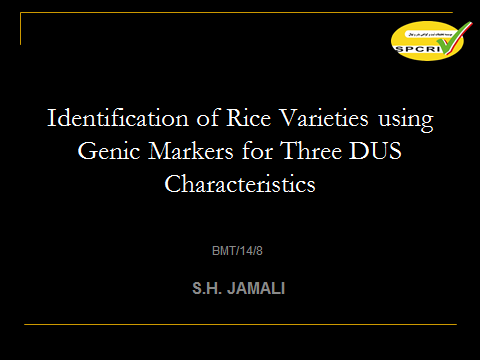 SPCRI
Identification of Rice Varieties using
Genic Markers for Three DUS
Characteristics
BMT/14/8
S.H. JAMALI